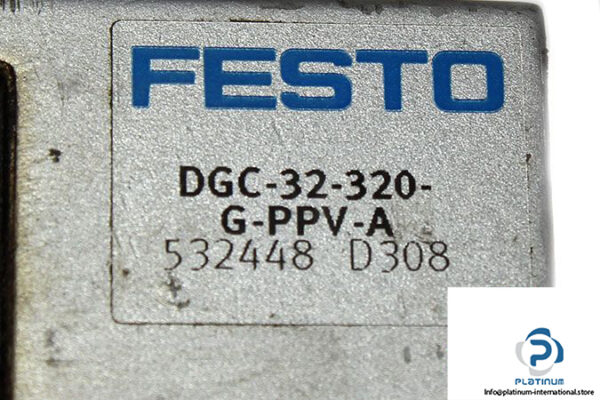 FESTO
DGC-32-320-
G-PPV-A
532448 D308
PLATINUM
Info@platinum-international.store